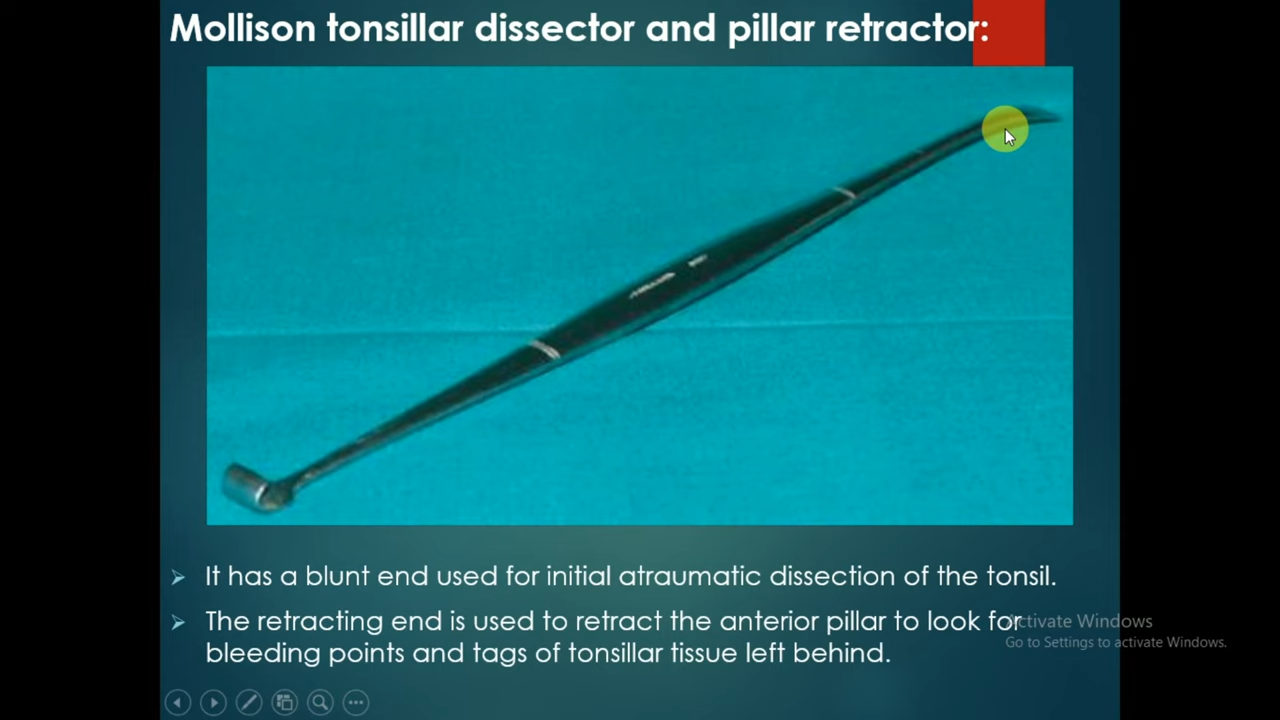 Mollison tonsillar dissector and pillar retractor:
It has a blunt end used for initial atraumatic dissection of the tonsil.
The retracting end is used to retract the anterior pillar to look for
bleeding points and tags of tonsillar tissue left behind.
Activate Windows
Go to Settings to activate Windows.